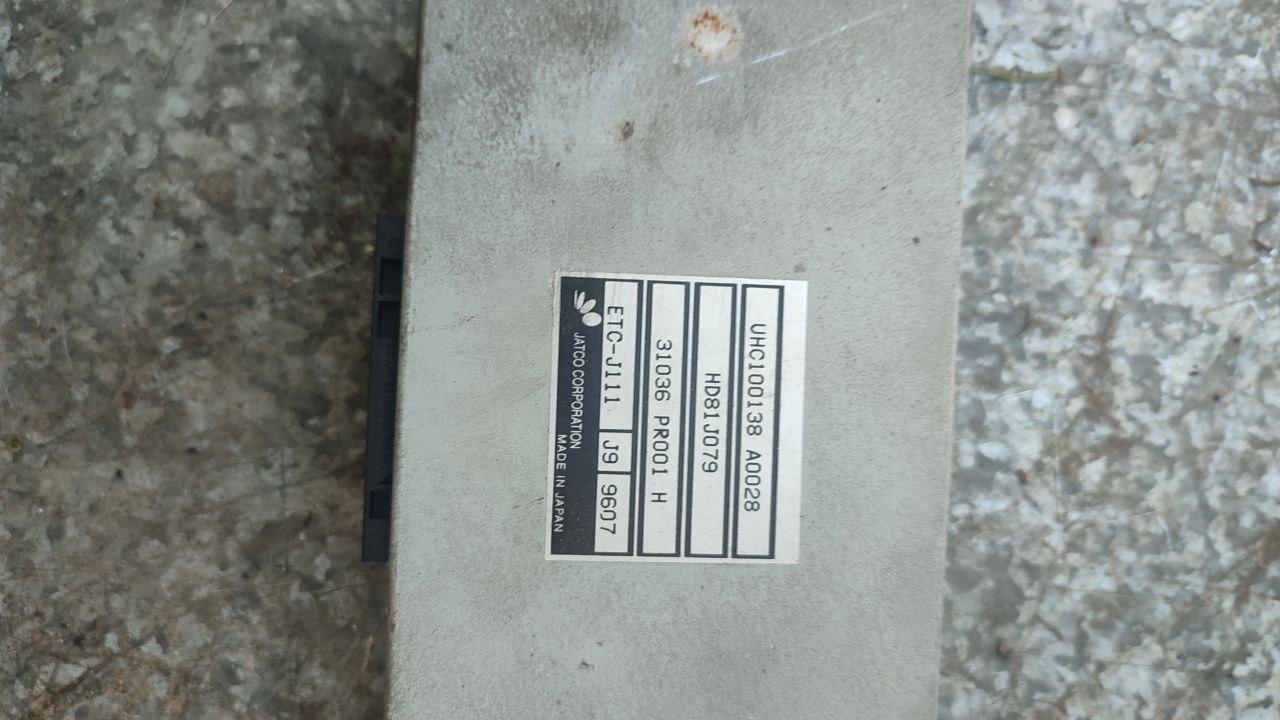 JATCO CORPORATION
MADE IN JAPAN
ETC-J111 J9 9607
31036 PR001 H
HD81J079
UHC100138 A0028